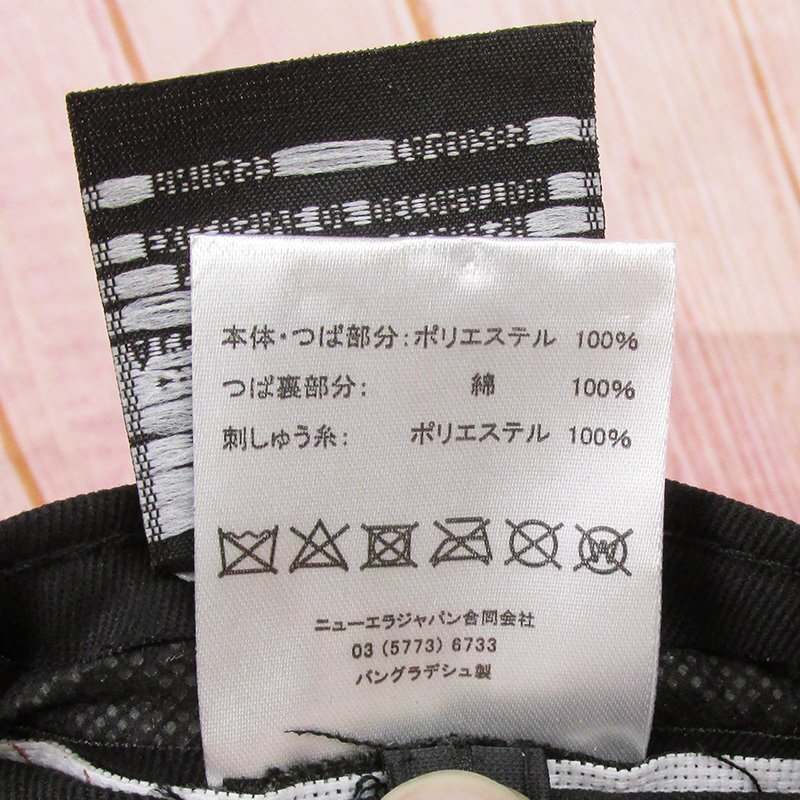 本体・つば部分：ポリエステル 100%
つば裏部分： 綿 100%
刺しゅう糸： ポリエステル 100%
W
ニューエラジャパン合同会社
03 (5773) 6733
バングラデシュ製